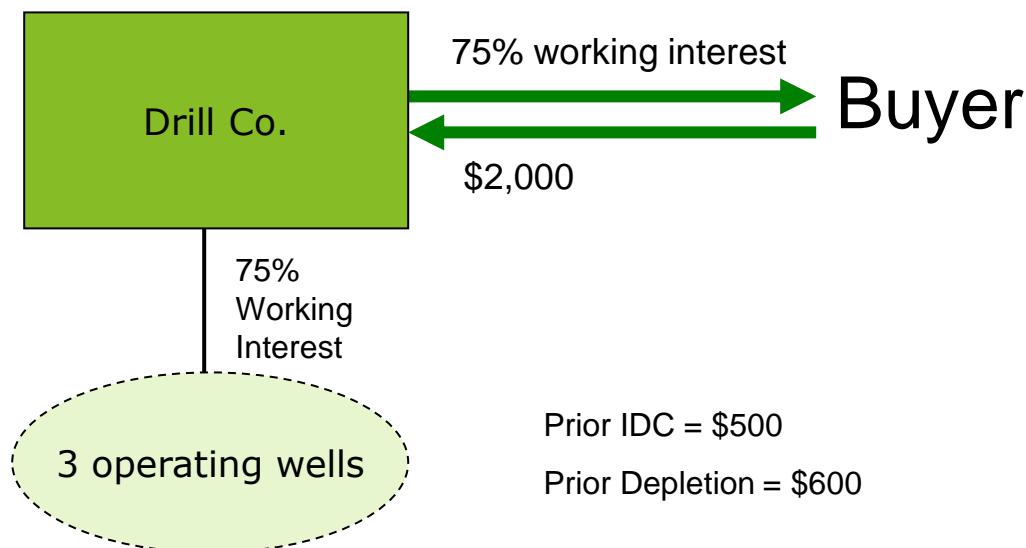 75% working interest
Drill Co.
Buyer
$2,000
75%
Working
Interest
3 operating wells
Prior IDC = $500
Prior Depletion = $600